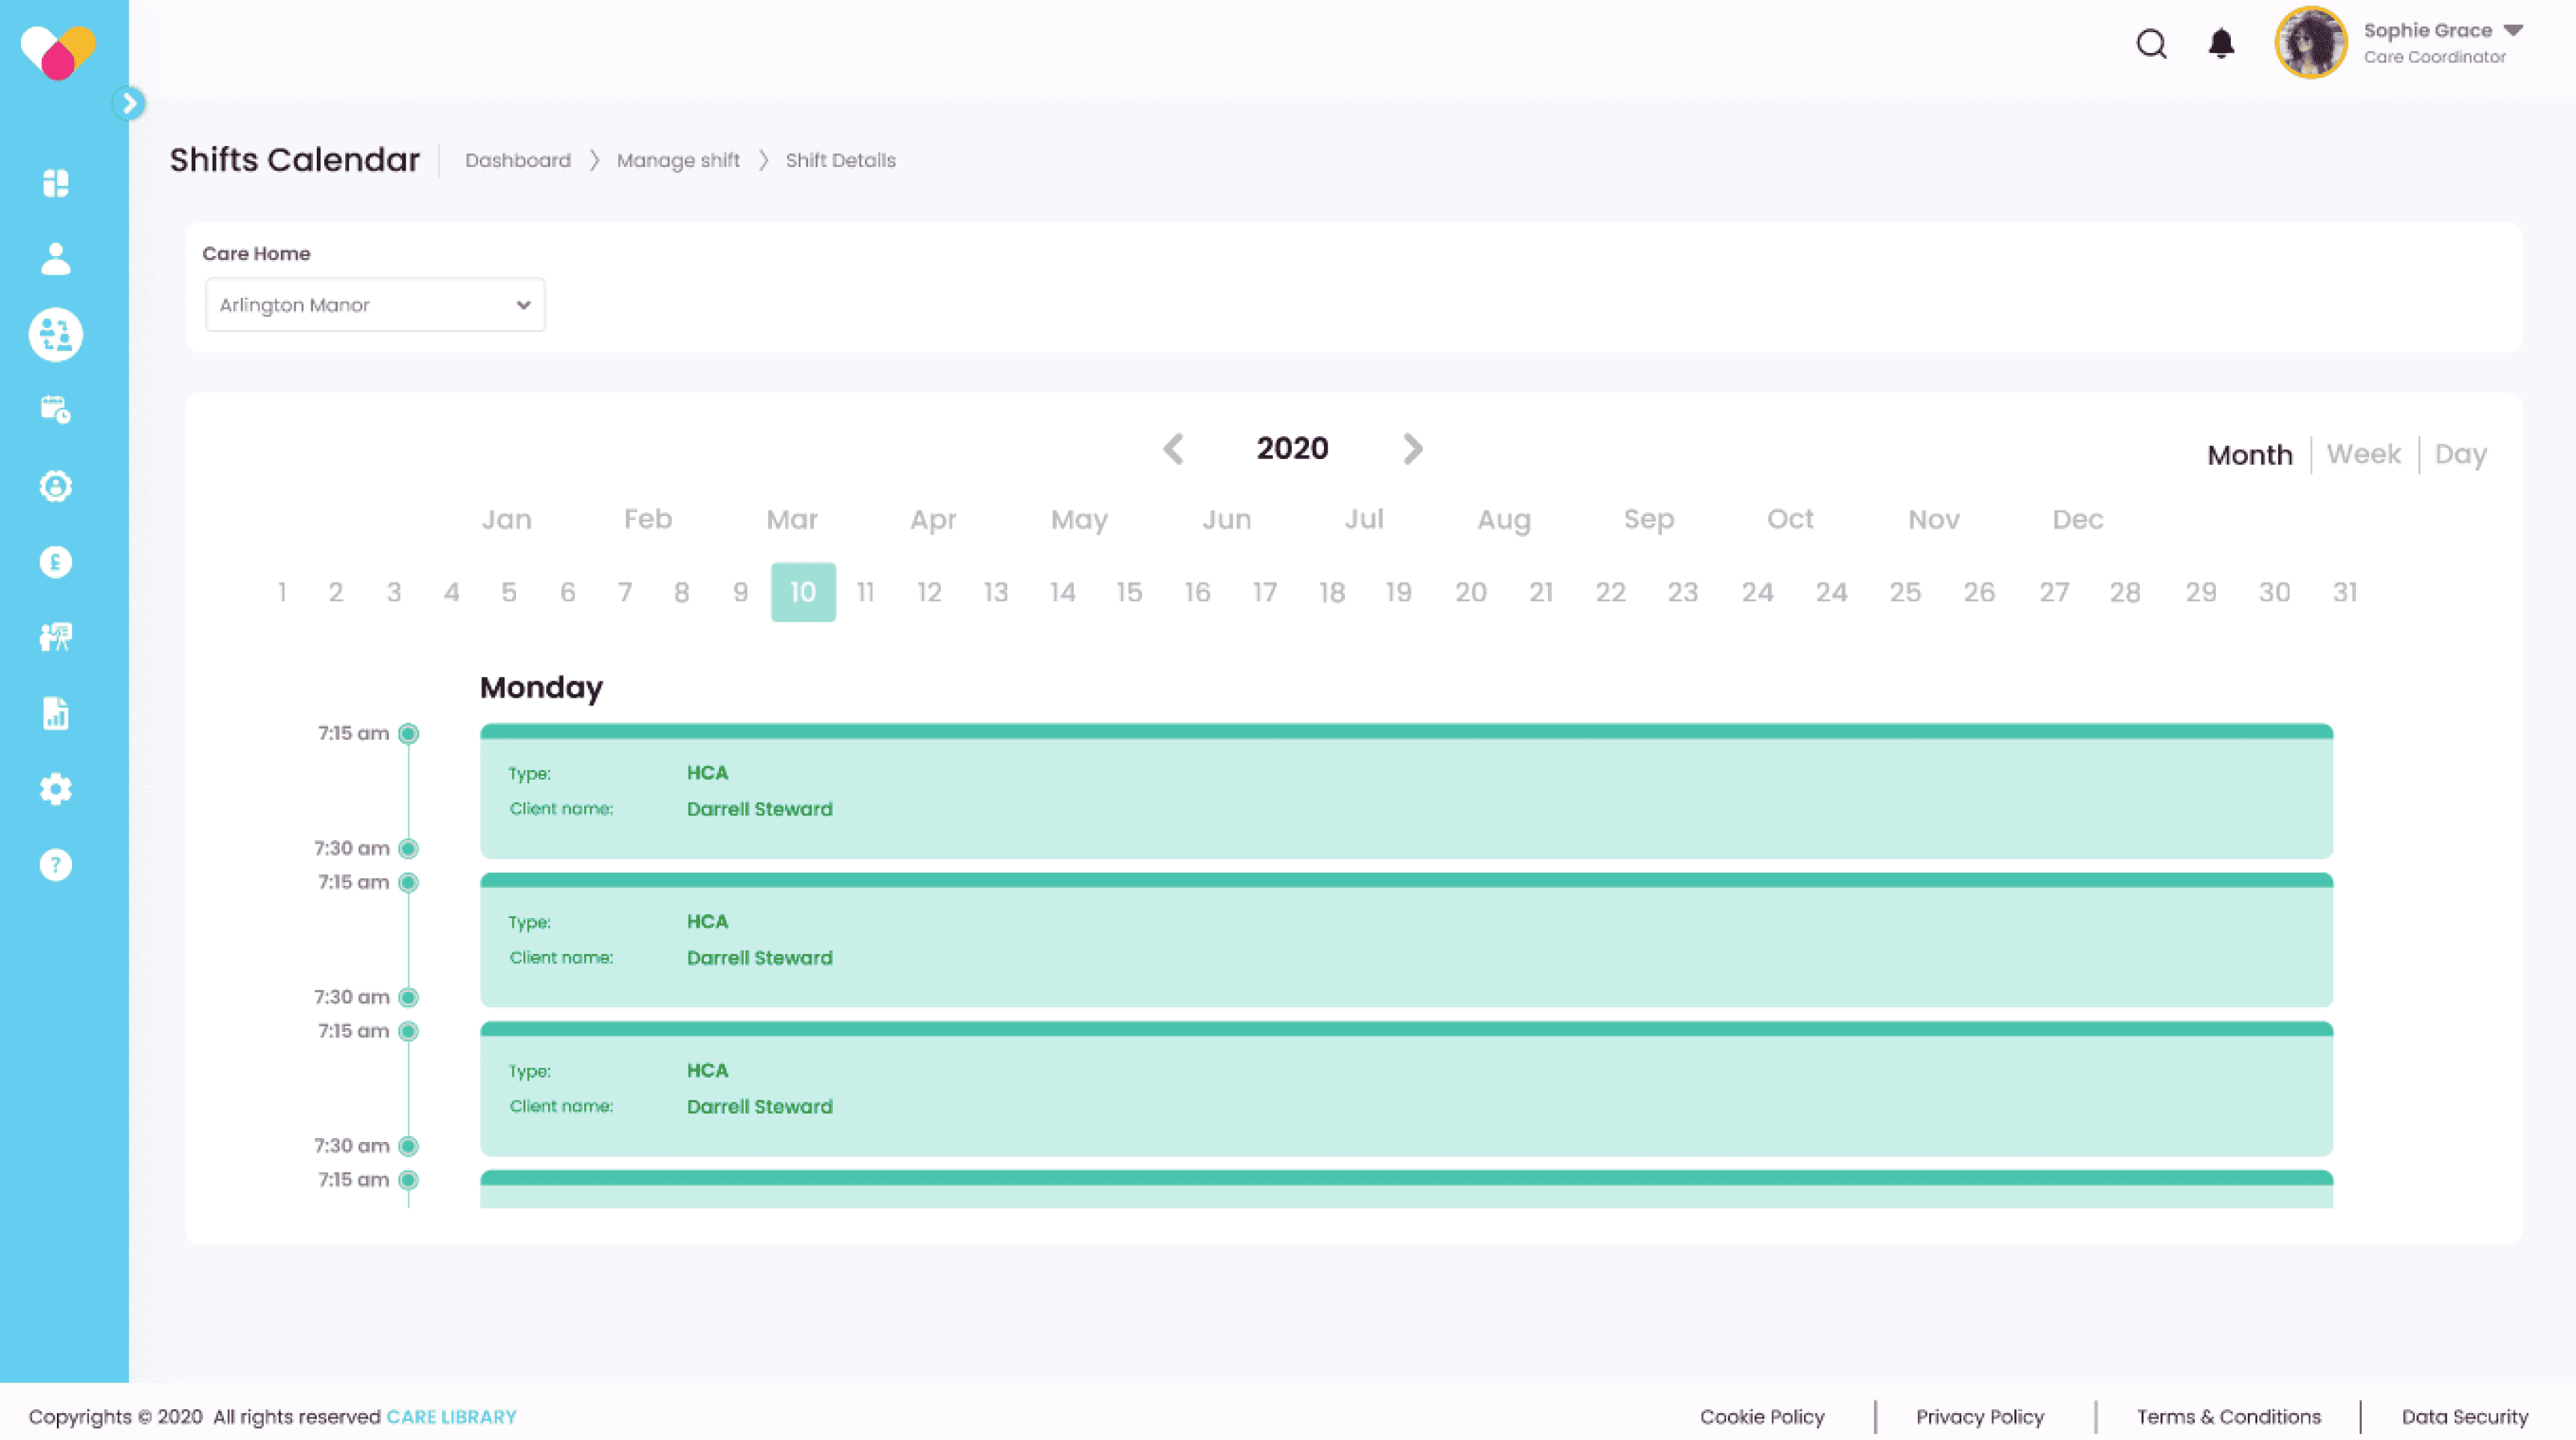 Sophie Grace
Care Coordinator
Shifts Calendar
Dashboard Manage shift Shift Details
Care Home
Arlington Manor
2020
Month Week Day
Jan Feb Mar Apr May Jun Jul Aug Sep Oct Nov Dec
1 2 3 4 5 6 7 8 9 10 11 12 13 14 15 16 17 18 19 20 21 22 23 24 24 25 26 27 28 29 30 31
Monday
7:15 am
Type: HCA
Client name: Darrell Steward
7:30 am
7:15 am
Type: HCA
Client name: Darrell Steward
7:30 am
7:15 am
Type: HCA
Client name: Darrell Steward
7:30 am
7:15 am
Copyrights © 2020 All rights reserved CARE LIBRARY
Cookie Policy Privacy Policy Terms & Conditions Data Security